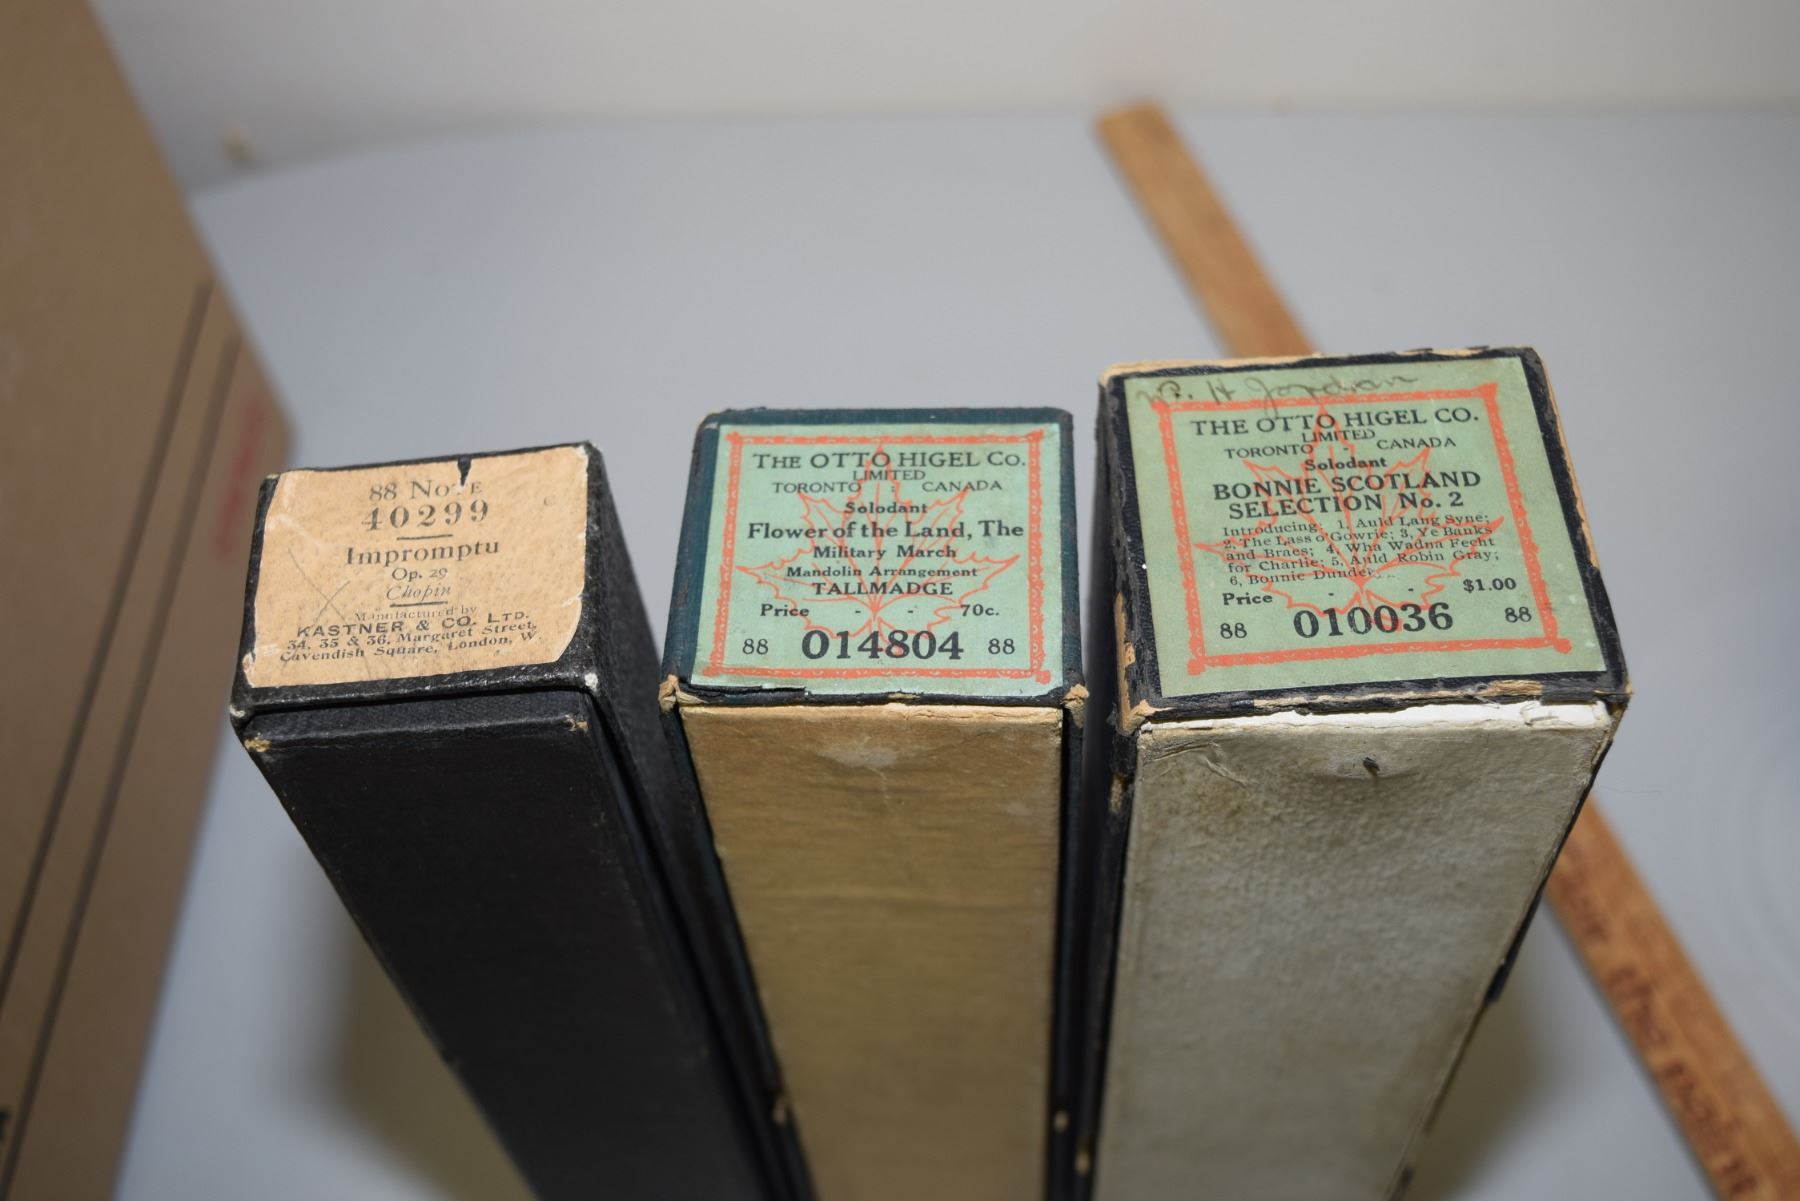 88 NOTE
40299
Impromptu
Op. 29
Chopin
Manufactured by
KASTNER & CO. LTD.
34, 35 & 36, Margaret Street,
Cavendish Square, London, W.
THE OTTO HIGEL CO.
LIMITED
TORONTO : CANADA
Solodant
Flower of the Land, The
Military March
Mandolin Arrangement
TALLMADGE
Price - - 70c.
88 014804 88
W. H Jordan
THE OTTO HIGEL CO.
LIMITED
TORONTO - CANADA
Solodant
BONNIE SCOTLAND
SELECTION No. 2
Introducing; 1. Auld Lang Syne;
2, The Lass o'Gowrie; 3, Ye Banks
and Braes; 4, Wha Wadna Fecht
for Charlie; 5, Auld Robin Gray;
6, Bonnie Dundee...
Price - - $1.00
88 010036 88